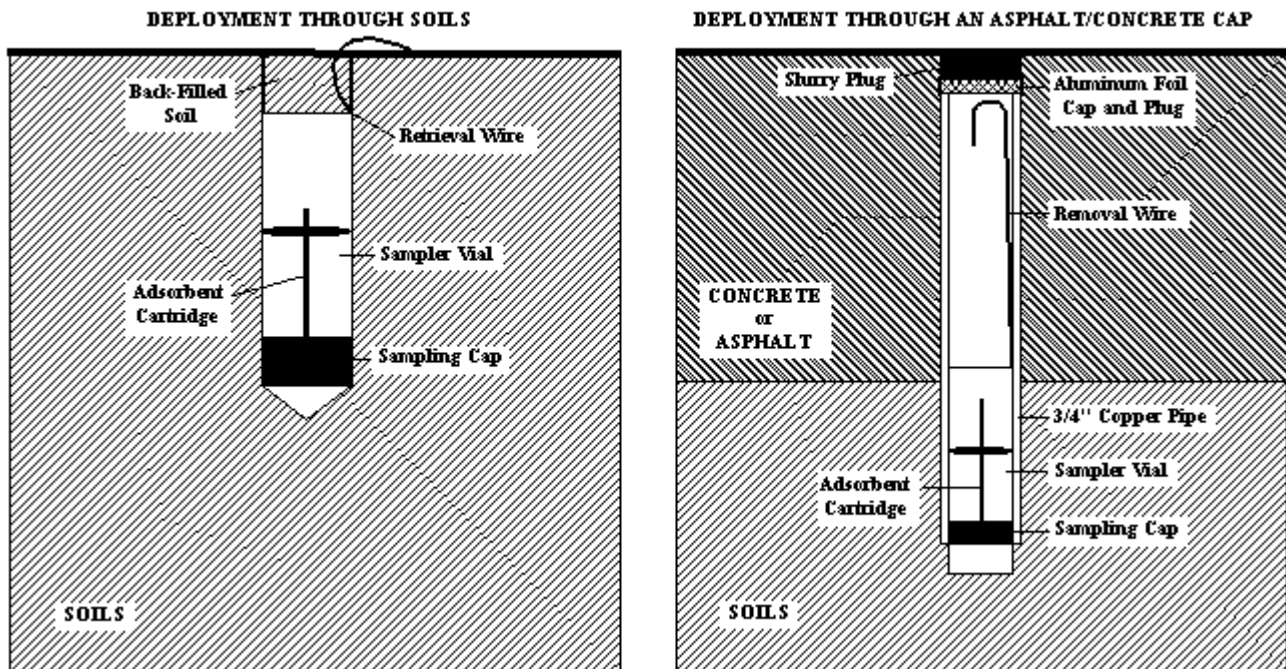 DEPLOYMENT THROUGH SOILS
Back-Filled
Soil
Retrieval Wire
Sampler Vial
Adsorbent
Cartridge
Sampling Cap
SOILS
DEPLOYMENT THROUGH AN ASPHALT/CONCRETE CAP
Slurry Plug
Aluminum Foil
Cap and Plug
Removal Wire
CONCRETE
or
ASPHALT
3/4" Copper Pipe
Sampler Vial
Adsorbent
Cartridge
Sampling Cap
SOILS